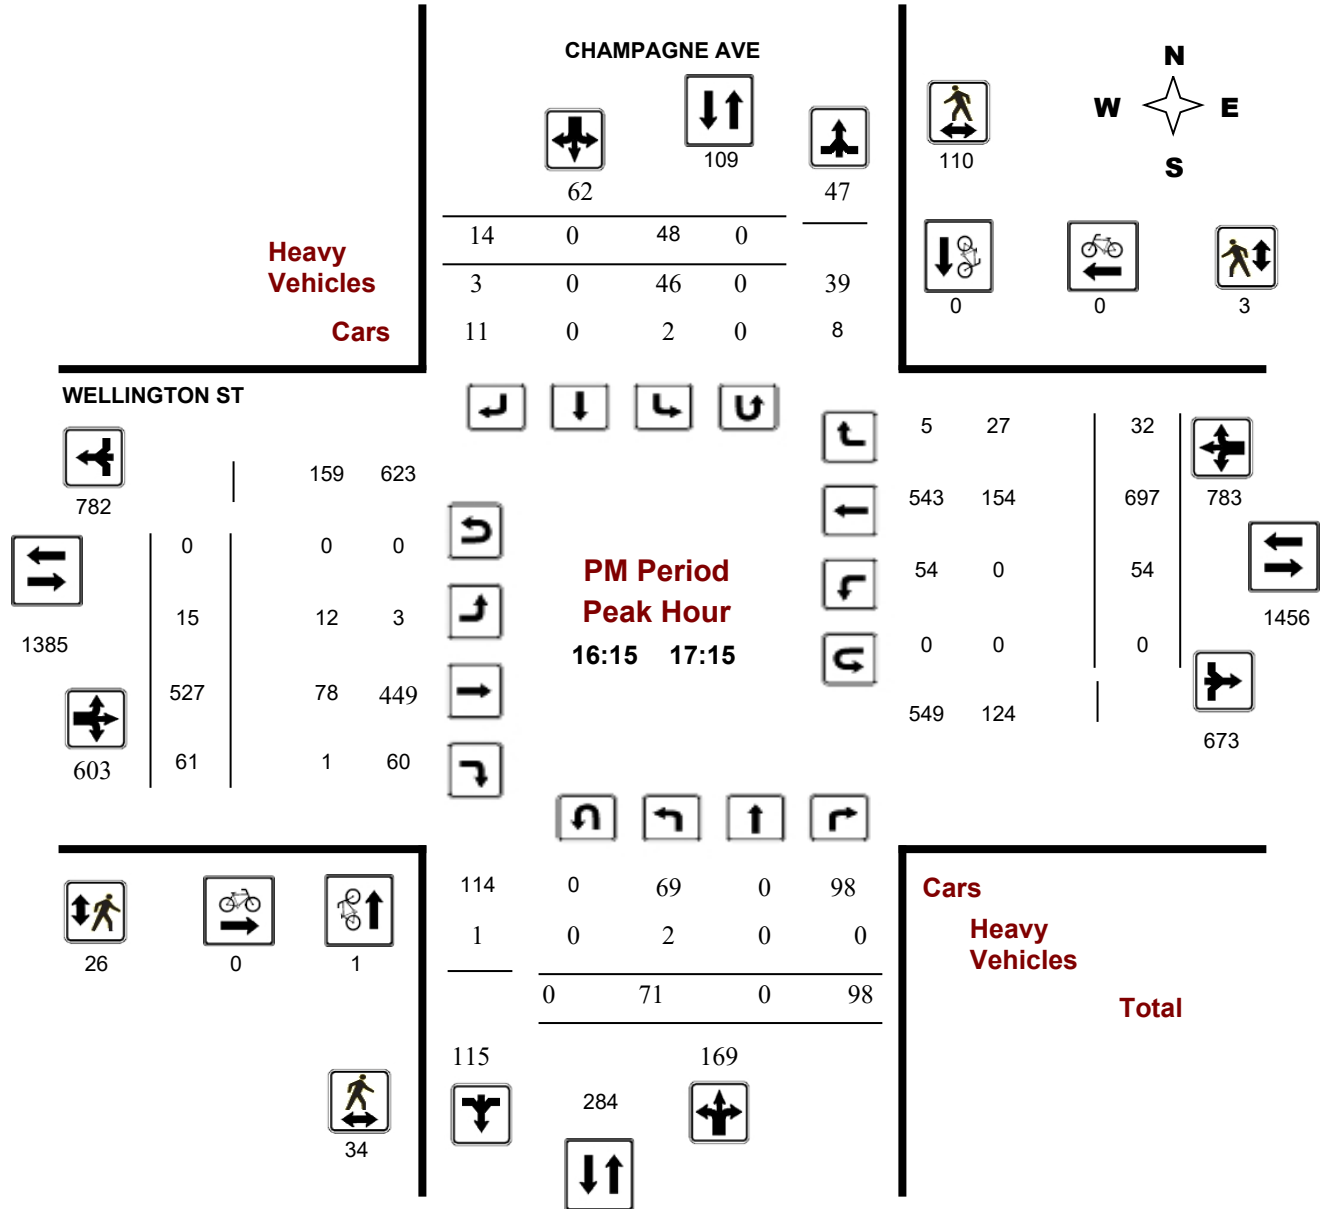 CHAMPAGNE AVE
N
W E
S
109
110
62
47
14 0 48 0
Heavy
Vehicles
3 0 46 0 39
Cars
11 0 2 0 8
0 0 3
WELLINGTON ST
5 27 32
159 623
782
543 154 697 783
0 0 0
PM Period
54 0 54
15 12 3
Peak Hour
1385
16:15 17:15
0 0 0
1456
527 78 449
549 124
673
603 61 1 60
114 0 69 0 98
Cars
1 0 2 0 0
Heavy
Vehicles
26 0 1
0 71 0 98
Total
115 169
284
34